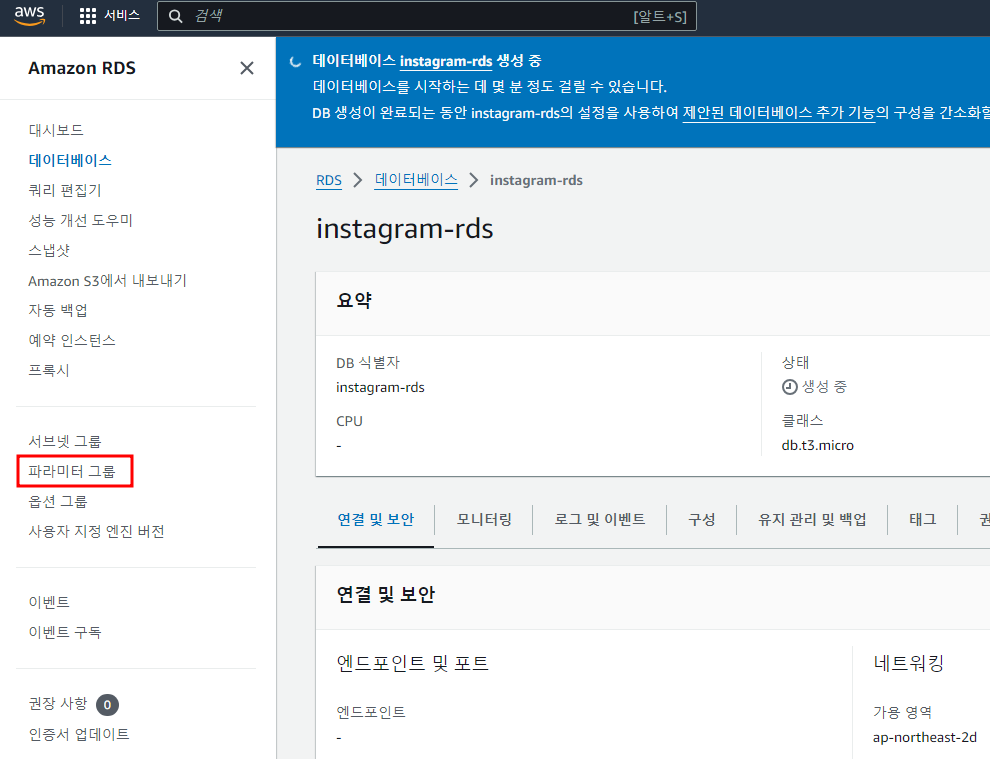 aws
서비스
검색
[알트+S]
Amazon RDS
대시보드
데이터베이스
쿼리 편집기
성능 개선 도우미
스냅샷
Amazon S3에서 내보내기
자동 백업
예약 인스턴스
프록시
서브넷 그룹
파라미터 그룹
옵션 그룹
사용자 지정 엔진 버전
이벤트
이벤트 구독
권장 사항 0
인증서 업데이트
데이터베이스 instagram-rds 생성 중
데이터베이스를 시작하는 데 몇 분 정도 걸릴 수 있습니다.
DB 생성이 완료되는 동안 instagram-rds의 설정을 사용하여 제안된 데이터베이스 추가 기능의 구성을 간소화할
RDS > 데이터베이스 > instagram-rds
instagram-rds
요약
DB 식별자
instagram-rds
CPU
-
상태
생성 중
클래스
db.t3.micro
연결 및 보안
모니터링
로그 및 이벤트
구성
유지 관리 및 백업
태그
권
연결 및 보안
엔드포인트 및 포트
엔드포인트
-
네트워킹
가용 영역
ap-northeast-2d